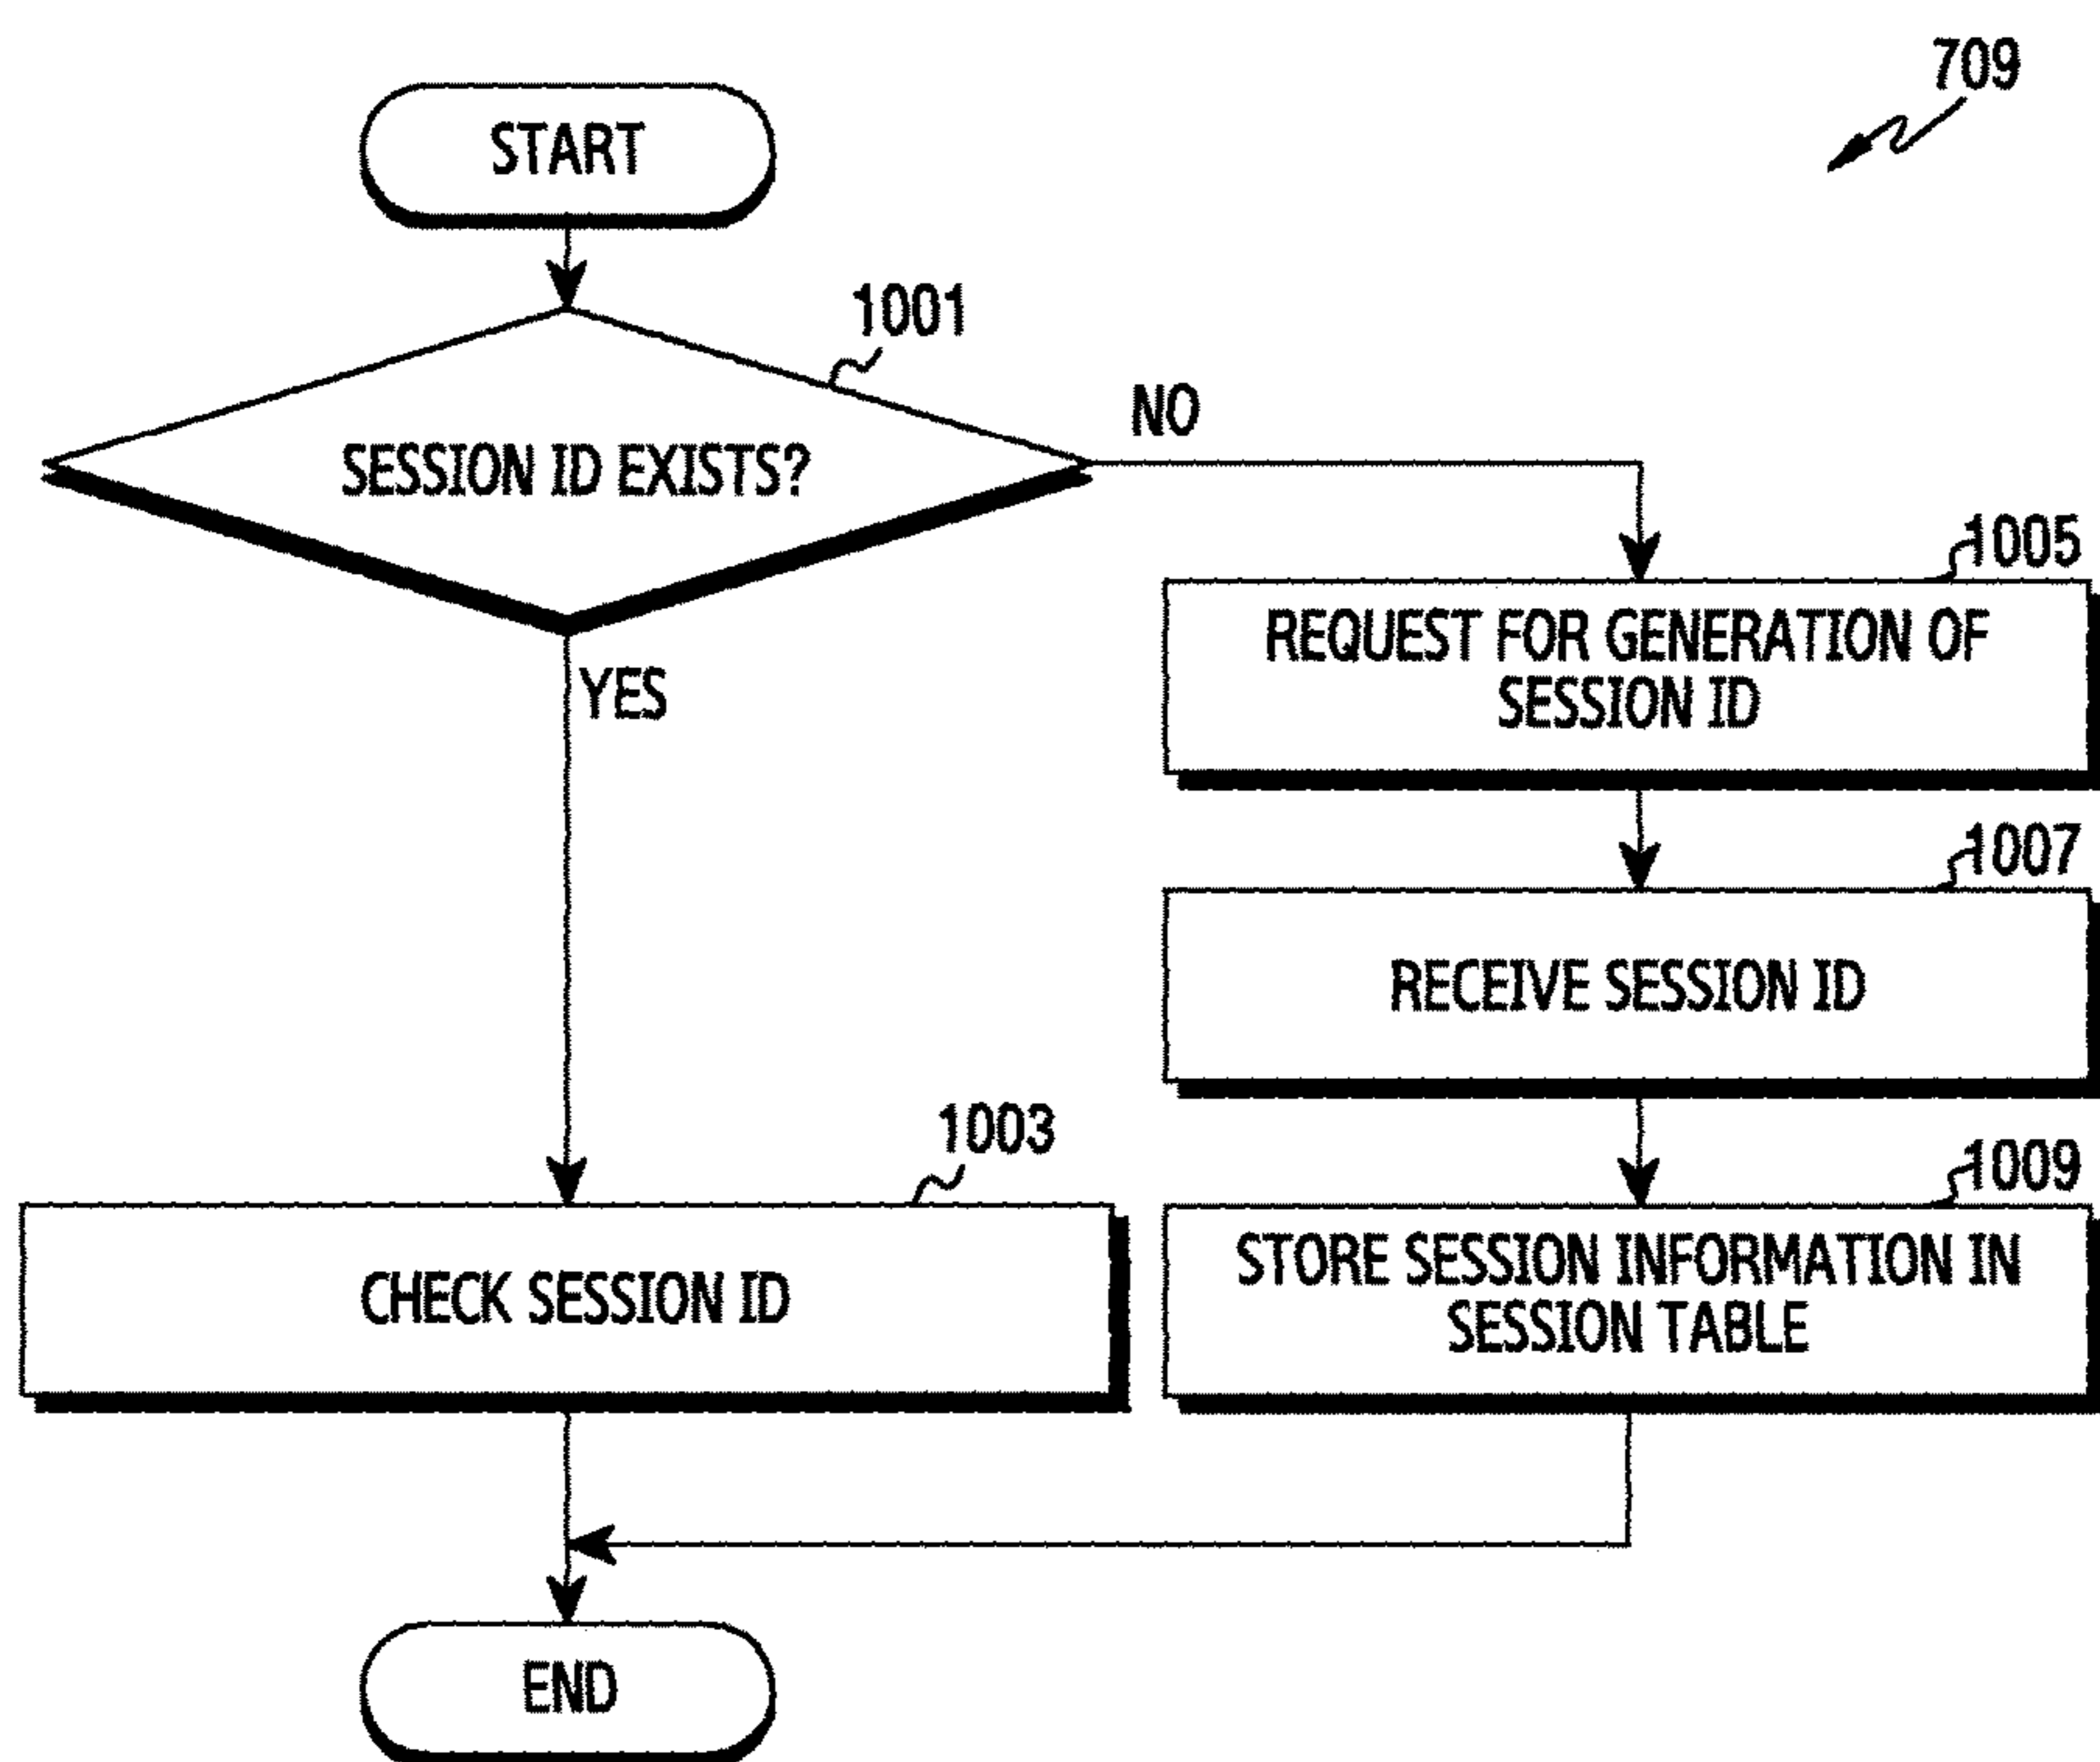 709
START
1001
SESSION ID EXISTS?
NO
YES
1005
REQUEST FOR GENERATION OF
SESSION ID
1007
RECEIVE SESSION ID
1003
CHECK SESSION ID
1009
STORE SESSION INFORMATION IN
SESSION TABLE
END